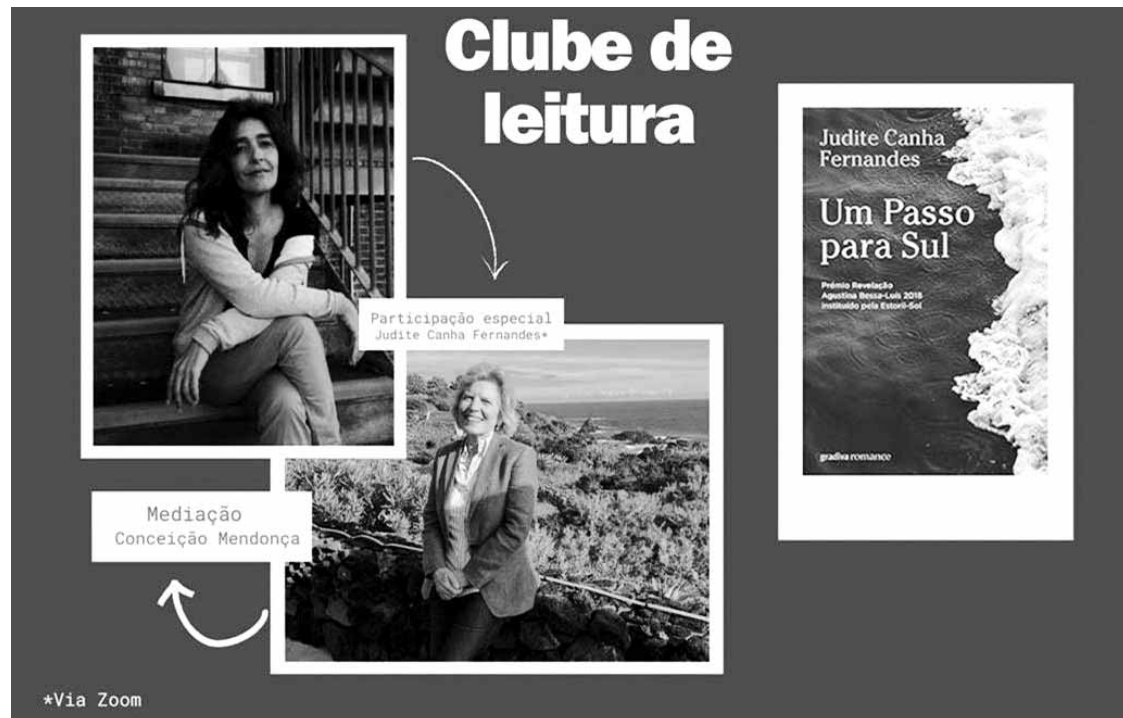 Clube de
leitura
Participação especial
Judite Canha Fernandes*
Mediação
Conceição Mendonça
*Via Zoom
Judite Canha
Fernandes
Um Passo
para Sul
Prémio Revelação
Agustina Bessa-Luís 2018
instituído pela Estoril-Sol
gradiva romance